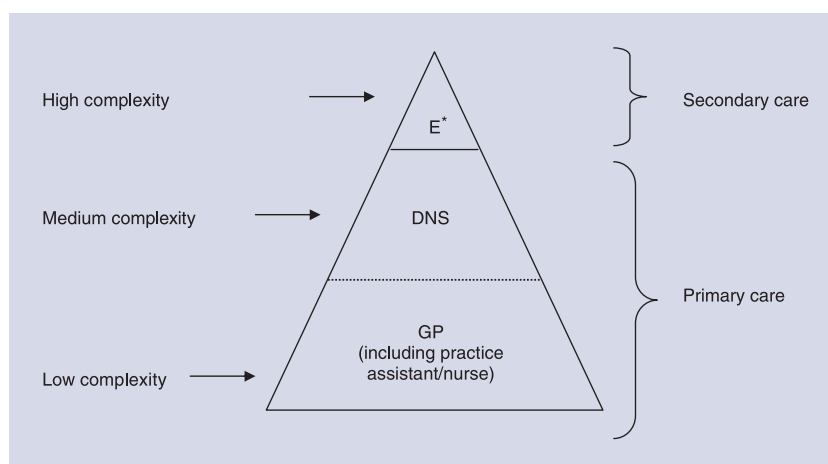 High complexity
E*
Secondary care
Medium complexity
DNS
Primary care
GP
(including practice
assistant/nurse)
Low complexity